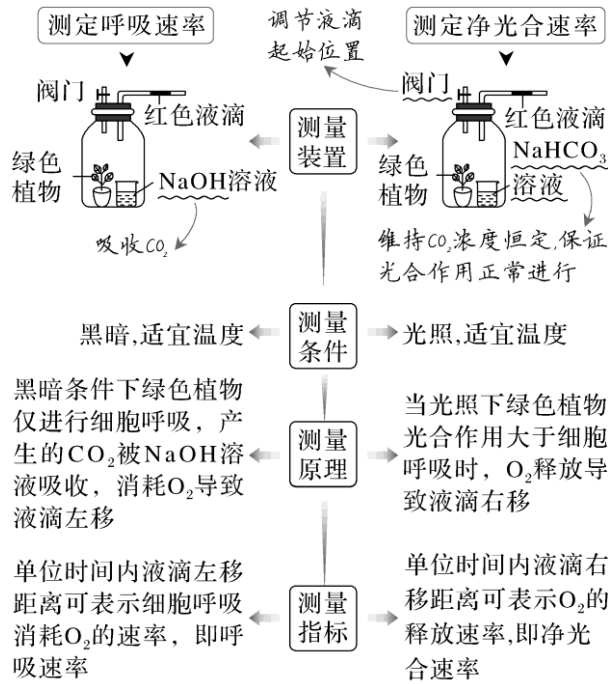 测定呼吸速率
调节液滴
起始位置
测定净光合速率
阀门
红色液滴
绿色
植物
NaOH溶液
吸收CO₂
测量
装置
阀门
红色液滴
NaHCO₃
溶液
绿色
植物
维持CO₂浓度恒定,保证
光合作用正常进行
黑暗,适宜温度
测量
条件
光照,适宜温度
黑暗条件下绿色植物
仅进行细胞呼吸，产
生的CO₂被NaOH溶
液吸收，消耗O₂导致
液滴左移
测量
原理
当光照下绿色植物
光合作用大于细胞
呼吸时，O₂释放导
致液滴右移
单位时间内液滴左移
距离可表示细胞呼吸
消耗O₂的速率，即呼
吸速率
测量
指标
单位时间内液滴右
移距离可表示O₂的
释放速率,即净光
合速率